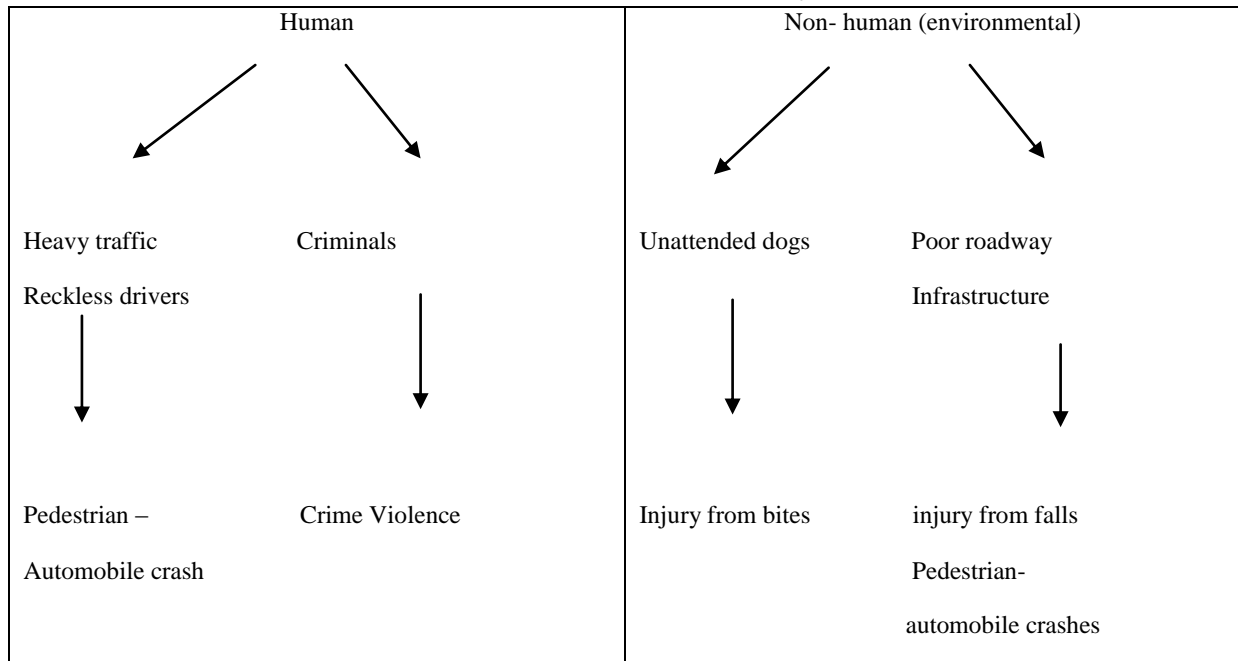 Human
Heavy traffic
Reckless drivers
Criminals
Pedestrian –
Automobile crash
Crime Violence
Non- human (environmental)
Unattended dogs
Poor roadway
Infrastructure
Injury from bites
injury from falls
Pedestrian-
automobile crashes